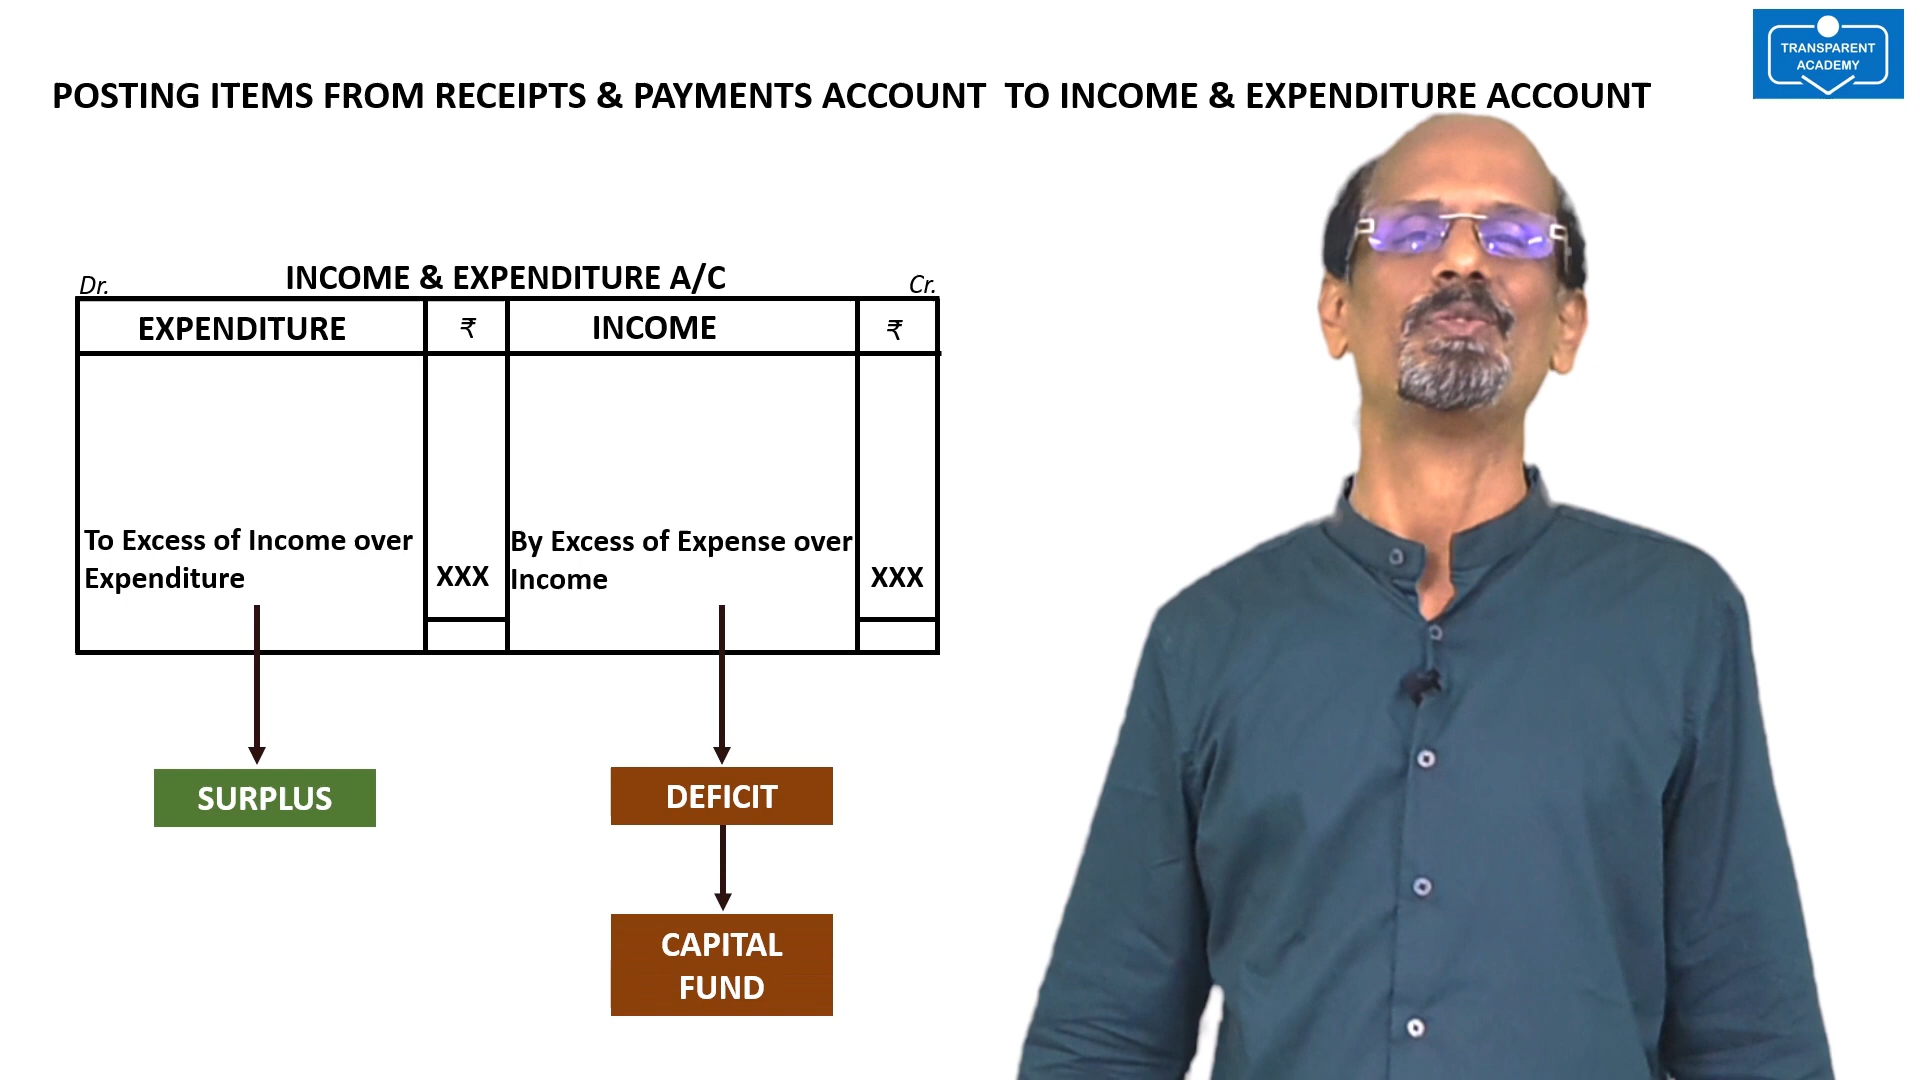 TRANSPARENT
ACADEMY
POSTING ITEMS FROM RECEIPTS & PAYMENTS ACCOUNT TO INCOME & EXPENDITURE ACCOUNT
Dr. INCOME & EXPENDITURE A/C Cr.
EXPENDITURE ₹ INCOME ₹
To Excess of Income over
Expenditure XXX
By Excess of Expense over
Income XXX
SURPLUS
DEFICIT
CAPITAL
FUND